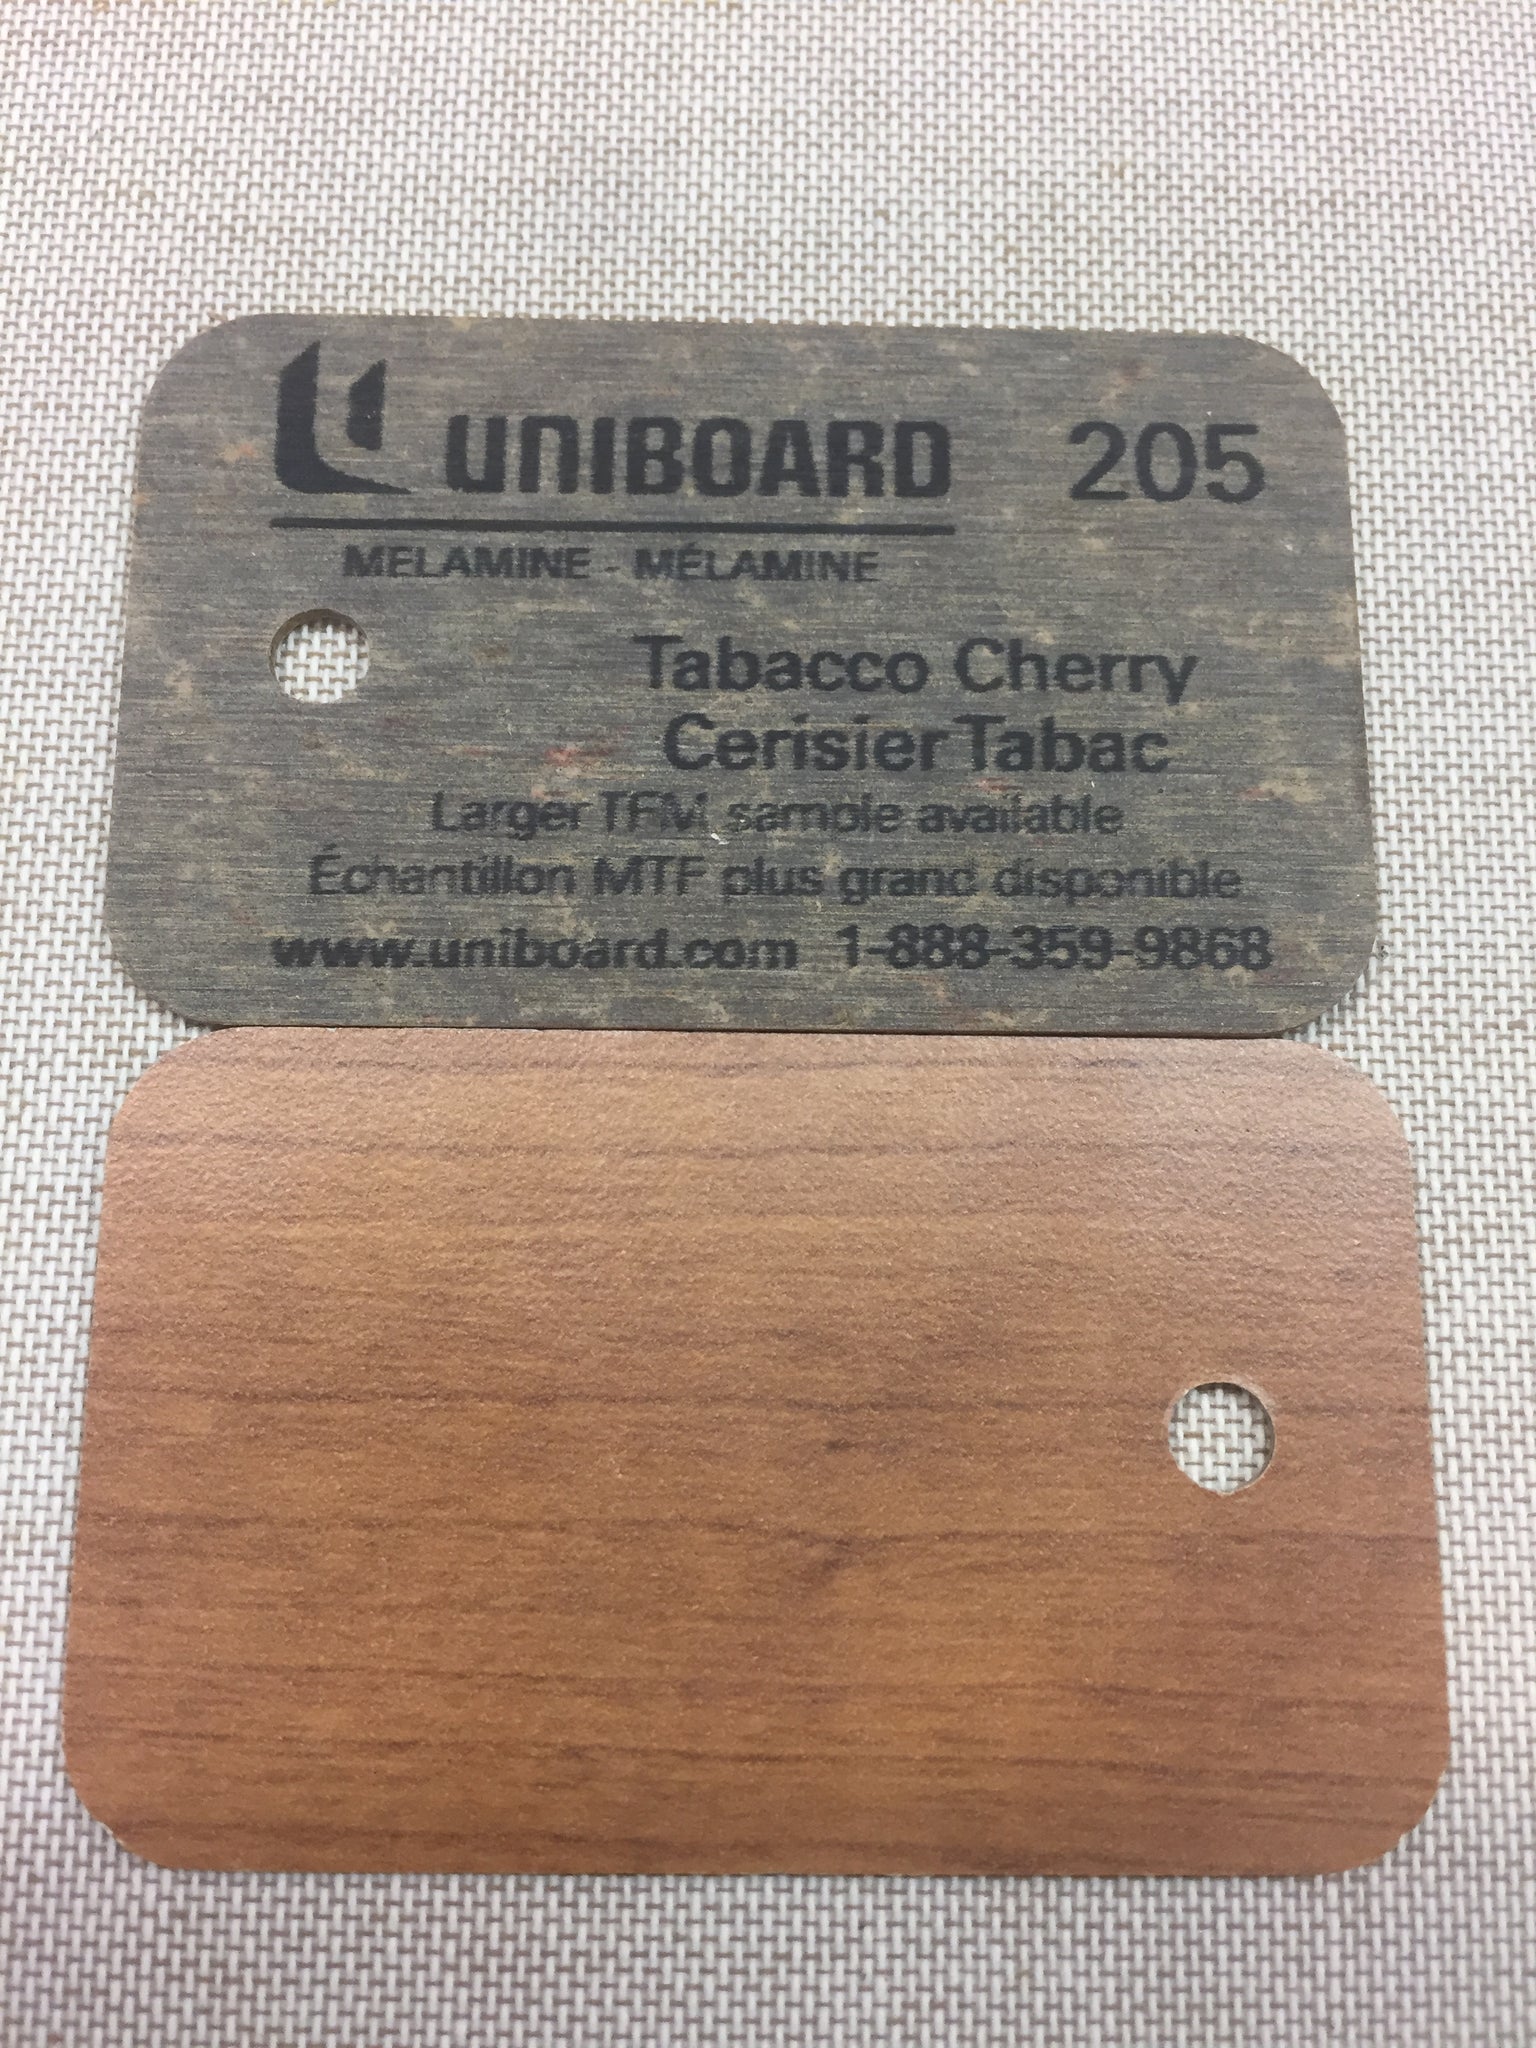 UNIBOARD 205
MELAMINE - MÉLAMINE
Tabacco Cherry
Cerisier Tabac
Larger TFM sample available
Échantillon MTF plus grand disponible
www.uniboard.com 1-888-359-9868